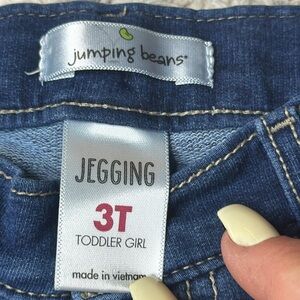 jumping beans®
JEGGING
3T
TODDLER GIRL
made in vietnam